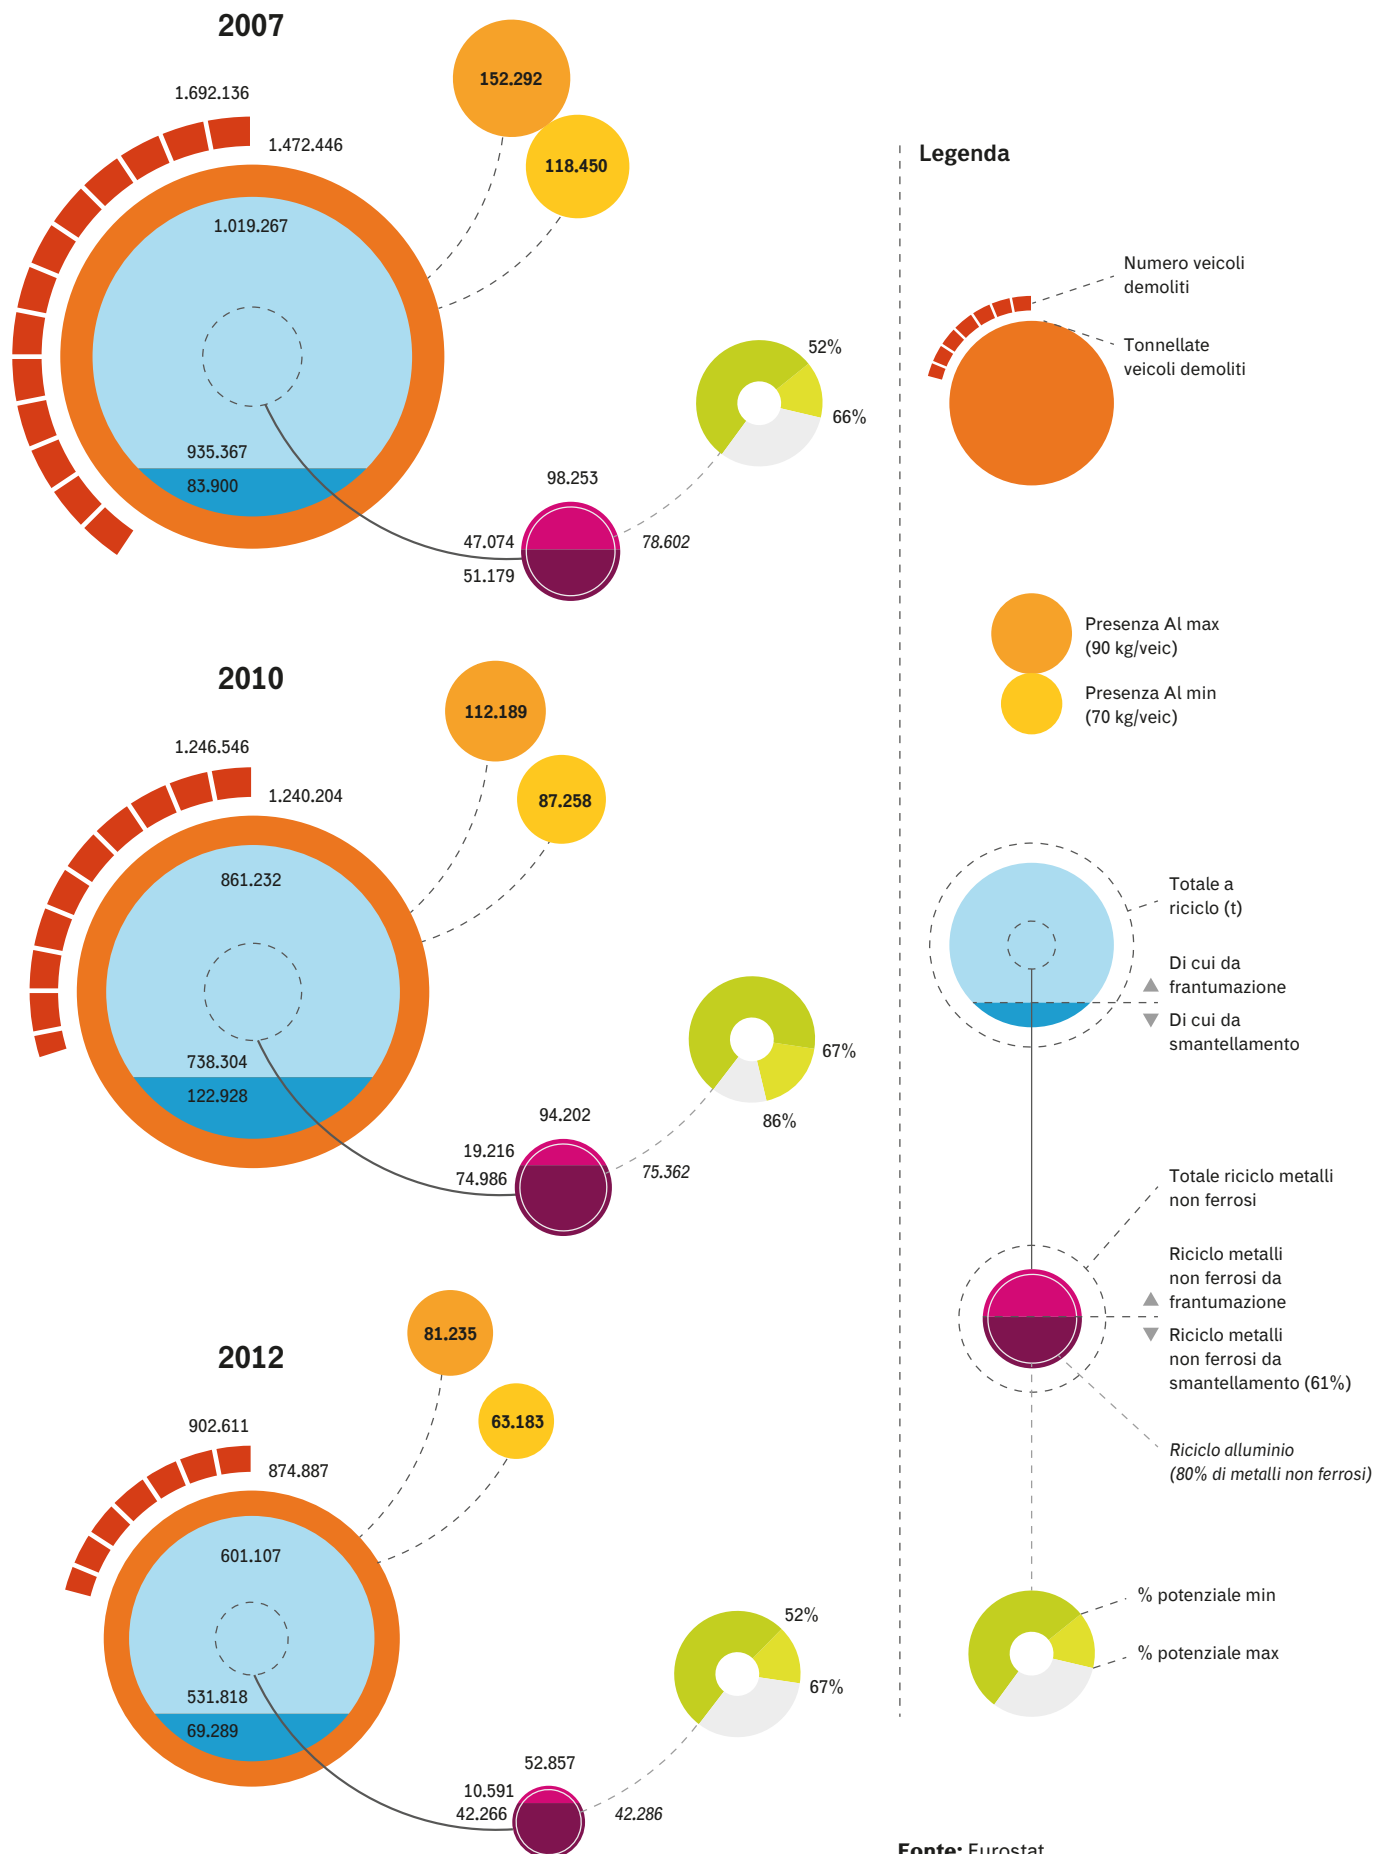 2007
1.692.136
1.472.446
152.292
118.450
1.019.267
935.367
83.900
52%
66%
98.253
47.074
51.179
78.602
2010
1.246.546
1.240.204
112.189
87.258
861.232
738.304
122.928
67%
86%
94.202
19.216
74.986
75.362
2012
902.611
874.887
81.235
63.183
601.107
531.818
69.289
52%
67%
52.857
10.591
42.266
42.286
Legenda
Numero veicoli
demoliti
Tonnellate
veicoli demoliti
Presenza Al max
(90 kg/veic)
Presenza Al min
(70 kg/veic)
Totale a
riciclo (t)
Di cui da
frantumazione
Di cui da
smantellamento
Totale riciclo metalli
non ferrosi
Riciclo metalli
non ferrosi da
frantumazione
Riciclo metalli
non ferrosi da
smantellamento (61%)
Riciclo alluminio
(80% di metalli non ferrosi)
% potenziale min
% potenziale max
Fonte: Eurostat